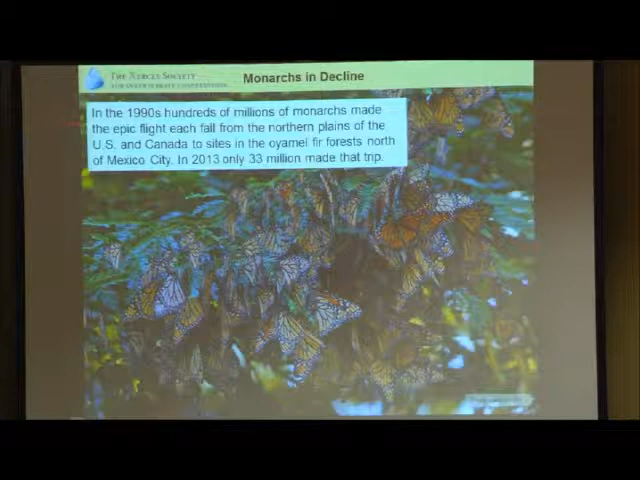 THE XERCES SOCIETY
FOR INVERTEBRATE CONSERVATION
Monarchs in Decline
In the 1990s hundreds of millions of monarchs made
the epic flight each fall from the northern plains of the
U.S. and Canada to sites in the oyamel fir forests north
of Mexico City. In 2013 only 33 million made that trip.